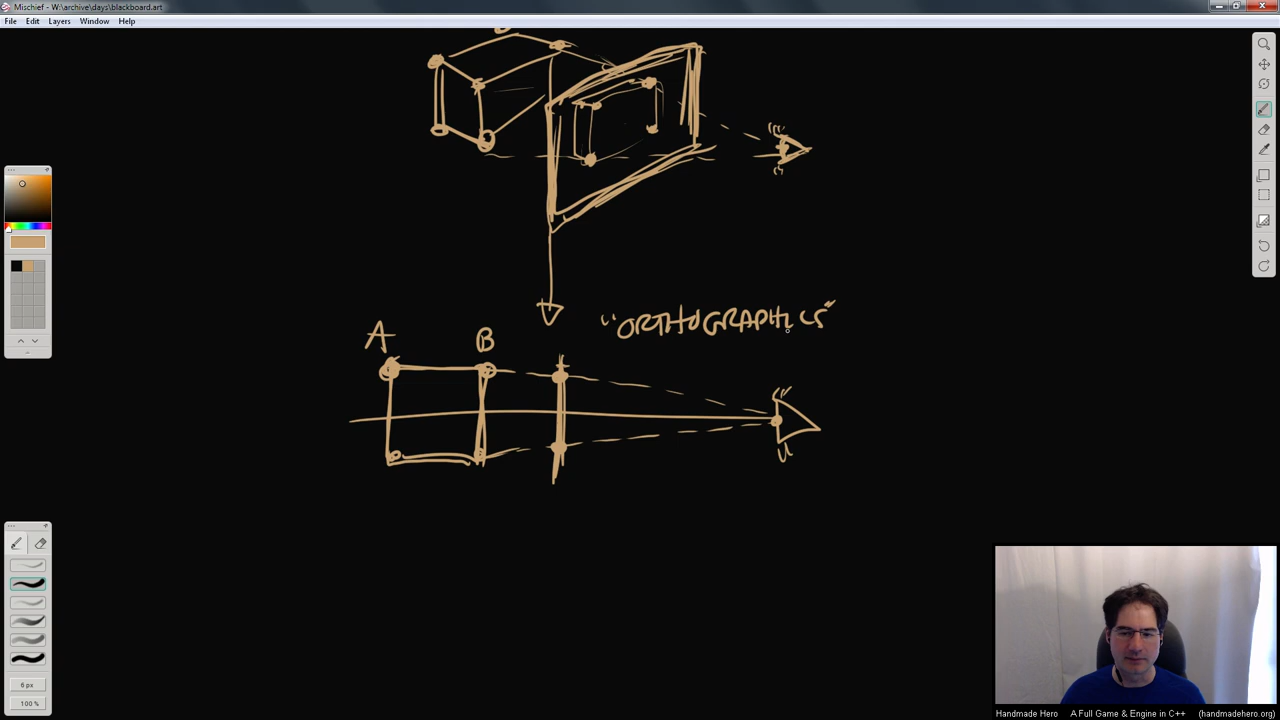 Mischief - W:\archive\days\blackboard.art
File Edit Layers Window Help
"ORTHOGRAPHICS"
A B
6 px
100 %
Handmade Hero A Full Game & Engine in C++ (handmadehero.org)